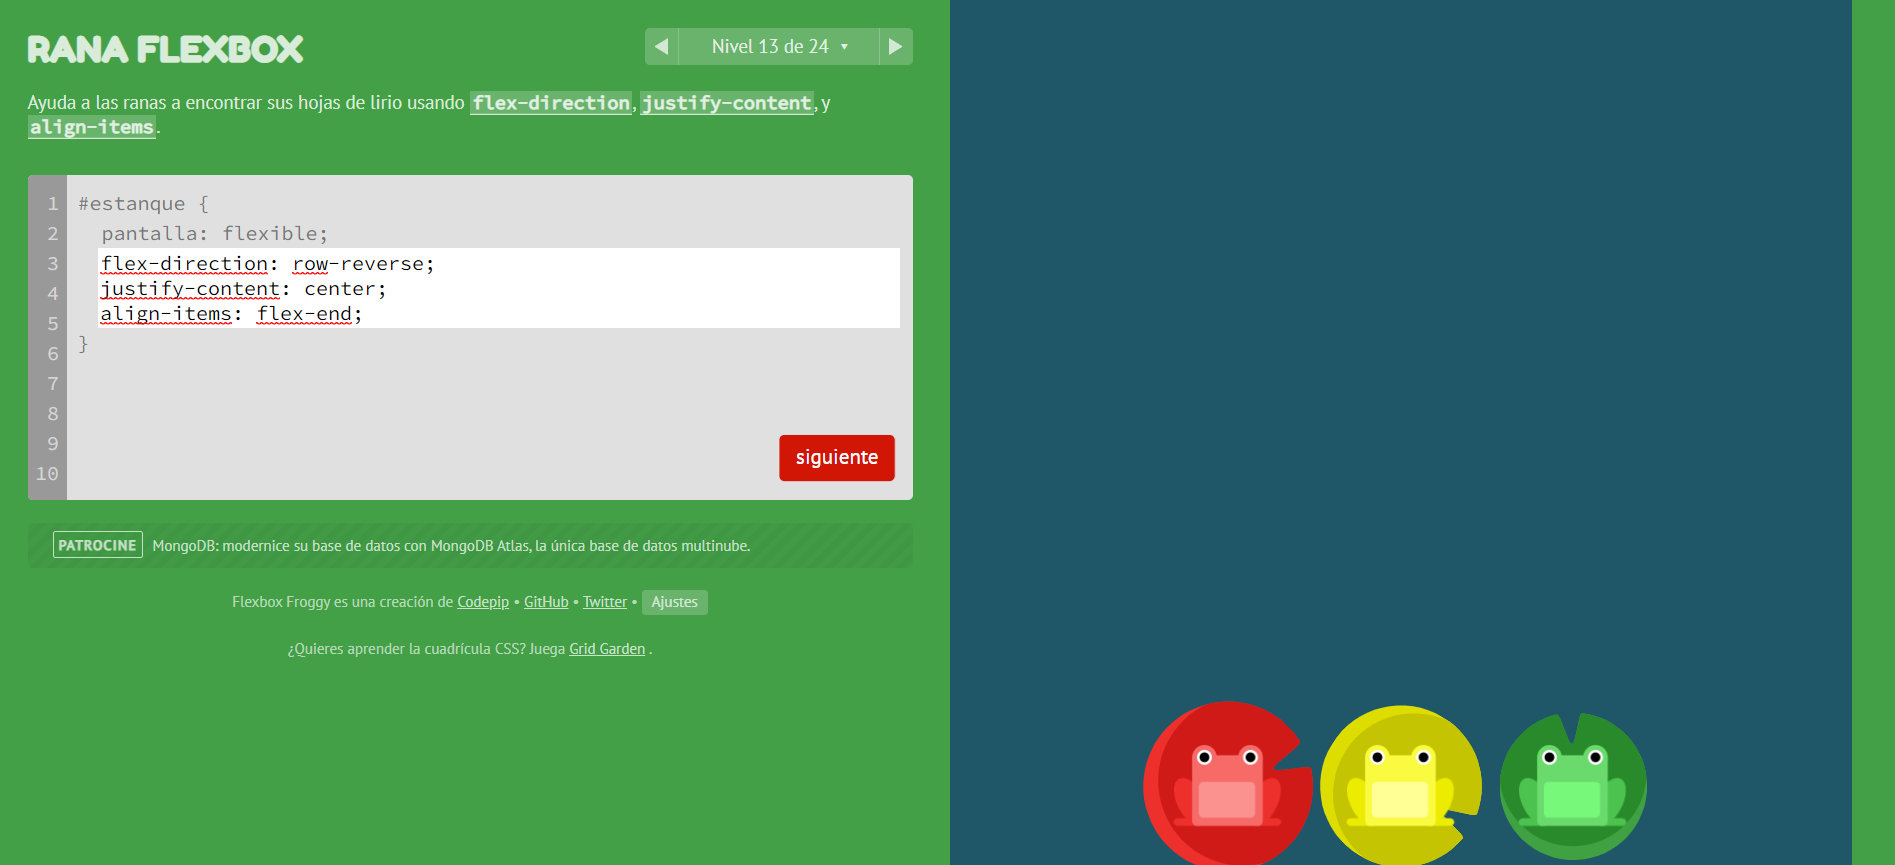 RANA FLEXBOX
Nivel 13 de 24
Ayuda a las ranas a encontrar sus hojas de lirio usando flex-direction, justify-content, y
align-items.
1 #estanque {
2 pantalla: flexible;
3 flex-direction: row-reverse;
4 justify-content: center;
5 align-items: flex-end;
6 }
7
8
9
10
siguiente
PATROCINE MongoDB: modernice su base de datos con MongoDB Atlas, la única base de datos multinube.
Flexbox Froggy es una creación de Codepip • GitHub • Twitter • Ajustes
¿Quieres aprender la cuadrícula CSS? Juega Grid Garden .